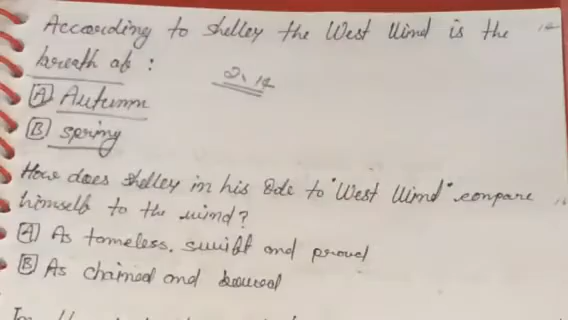 According to Shelley the West Wind is the
breath of :
A Autumn
B spring
How does Shelley in his Ode to "West Wind" compare
himself to the wind?
A As tameless, swift and proud
B As chained and bowed